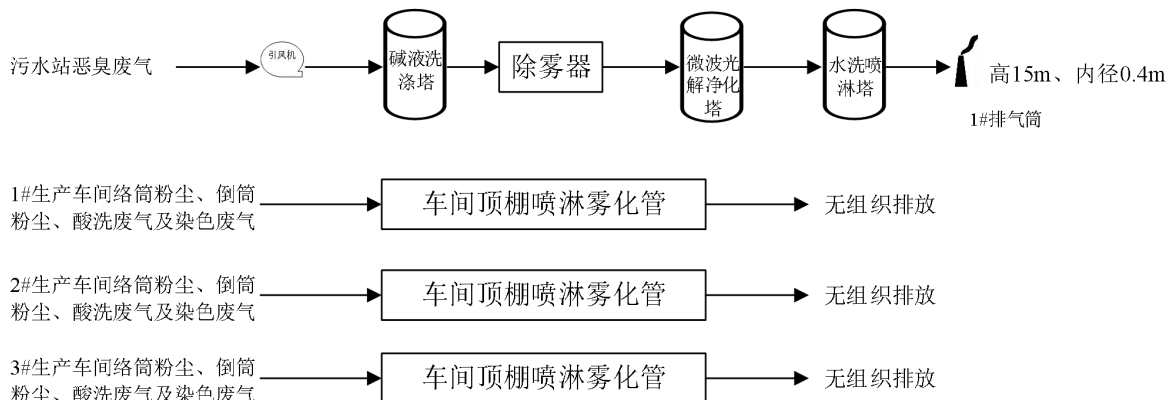 污水站恶臭废气
引风机
碱液洗
涤塔
除雾器
微波光
解净化
塔
水洗喷
淋塔
高15m、内径0.4m
1#排气筒
1#生产车间络筒粉尘、倒筒
粉尘、酸洗废气及染色废气
车间顶棚喷淋雾化管
无组织排放
2#生产车间络筒粉尘、倒筒
粉尘、酸洗废气及染色废气
车间顶棚喷淋雾化管
无组织排放
3#生产车间络筒粉尘、倒筒
粉尘、酸洗废气及染色废气
车间顶棚喷淋雾化管
无组织排放